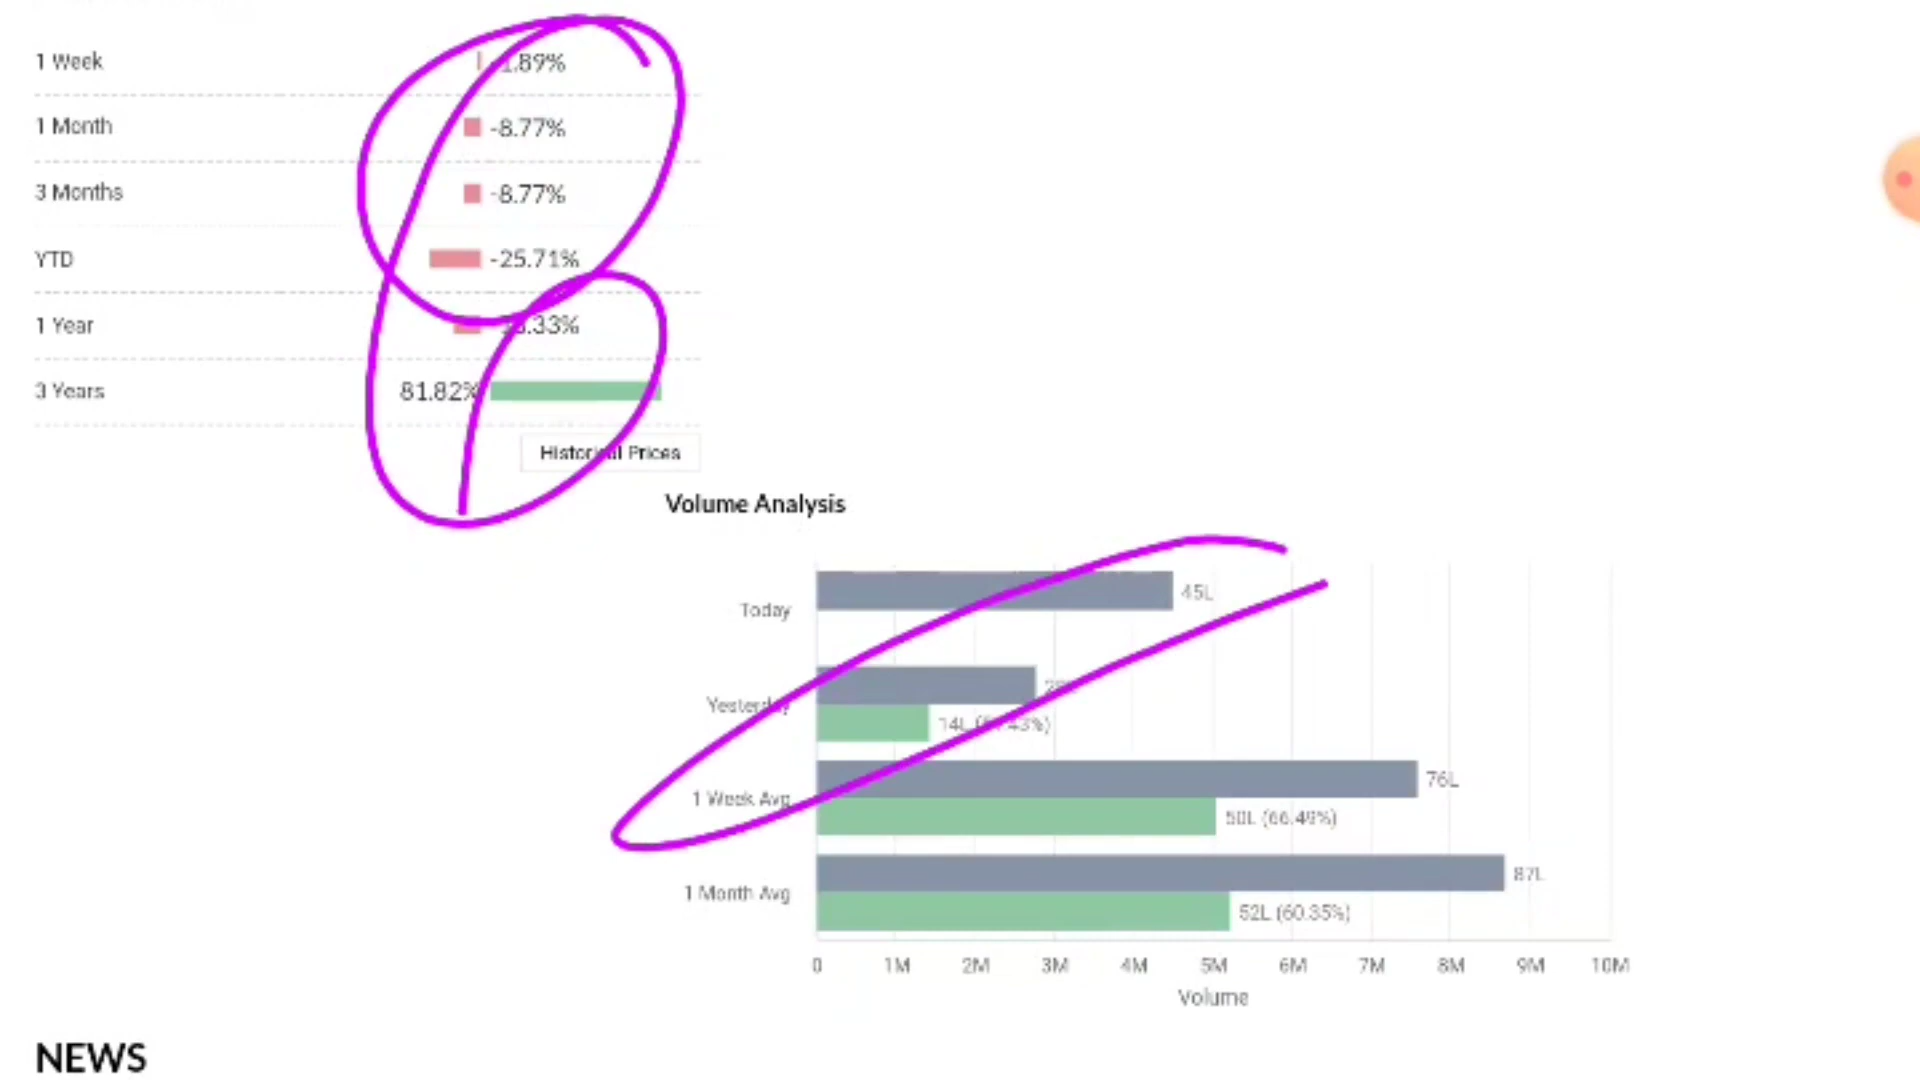 1 Week .89%
1 Month -8.77%
3 Months -8.77%
YTD -25.71%
1 Year .33%
3 Years 81.82%
Historical Prices
Volume Analysis
Today 45L
Yesterday
14L
1 Week Avg 76L
50L (66.49%)
1 Month Avg 87L
52L (60.35%)
0 1M 2M 3M 4M 5M 6M 7M 8M 9M 10M
Volume
NEWS